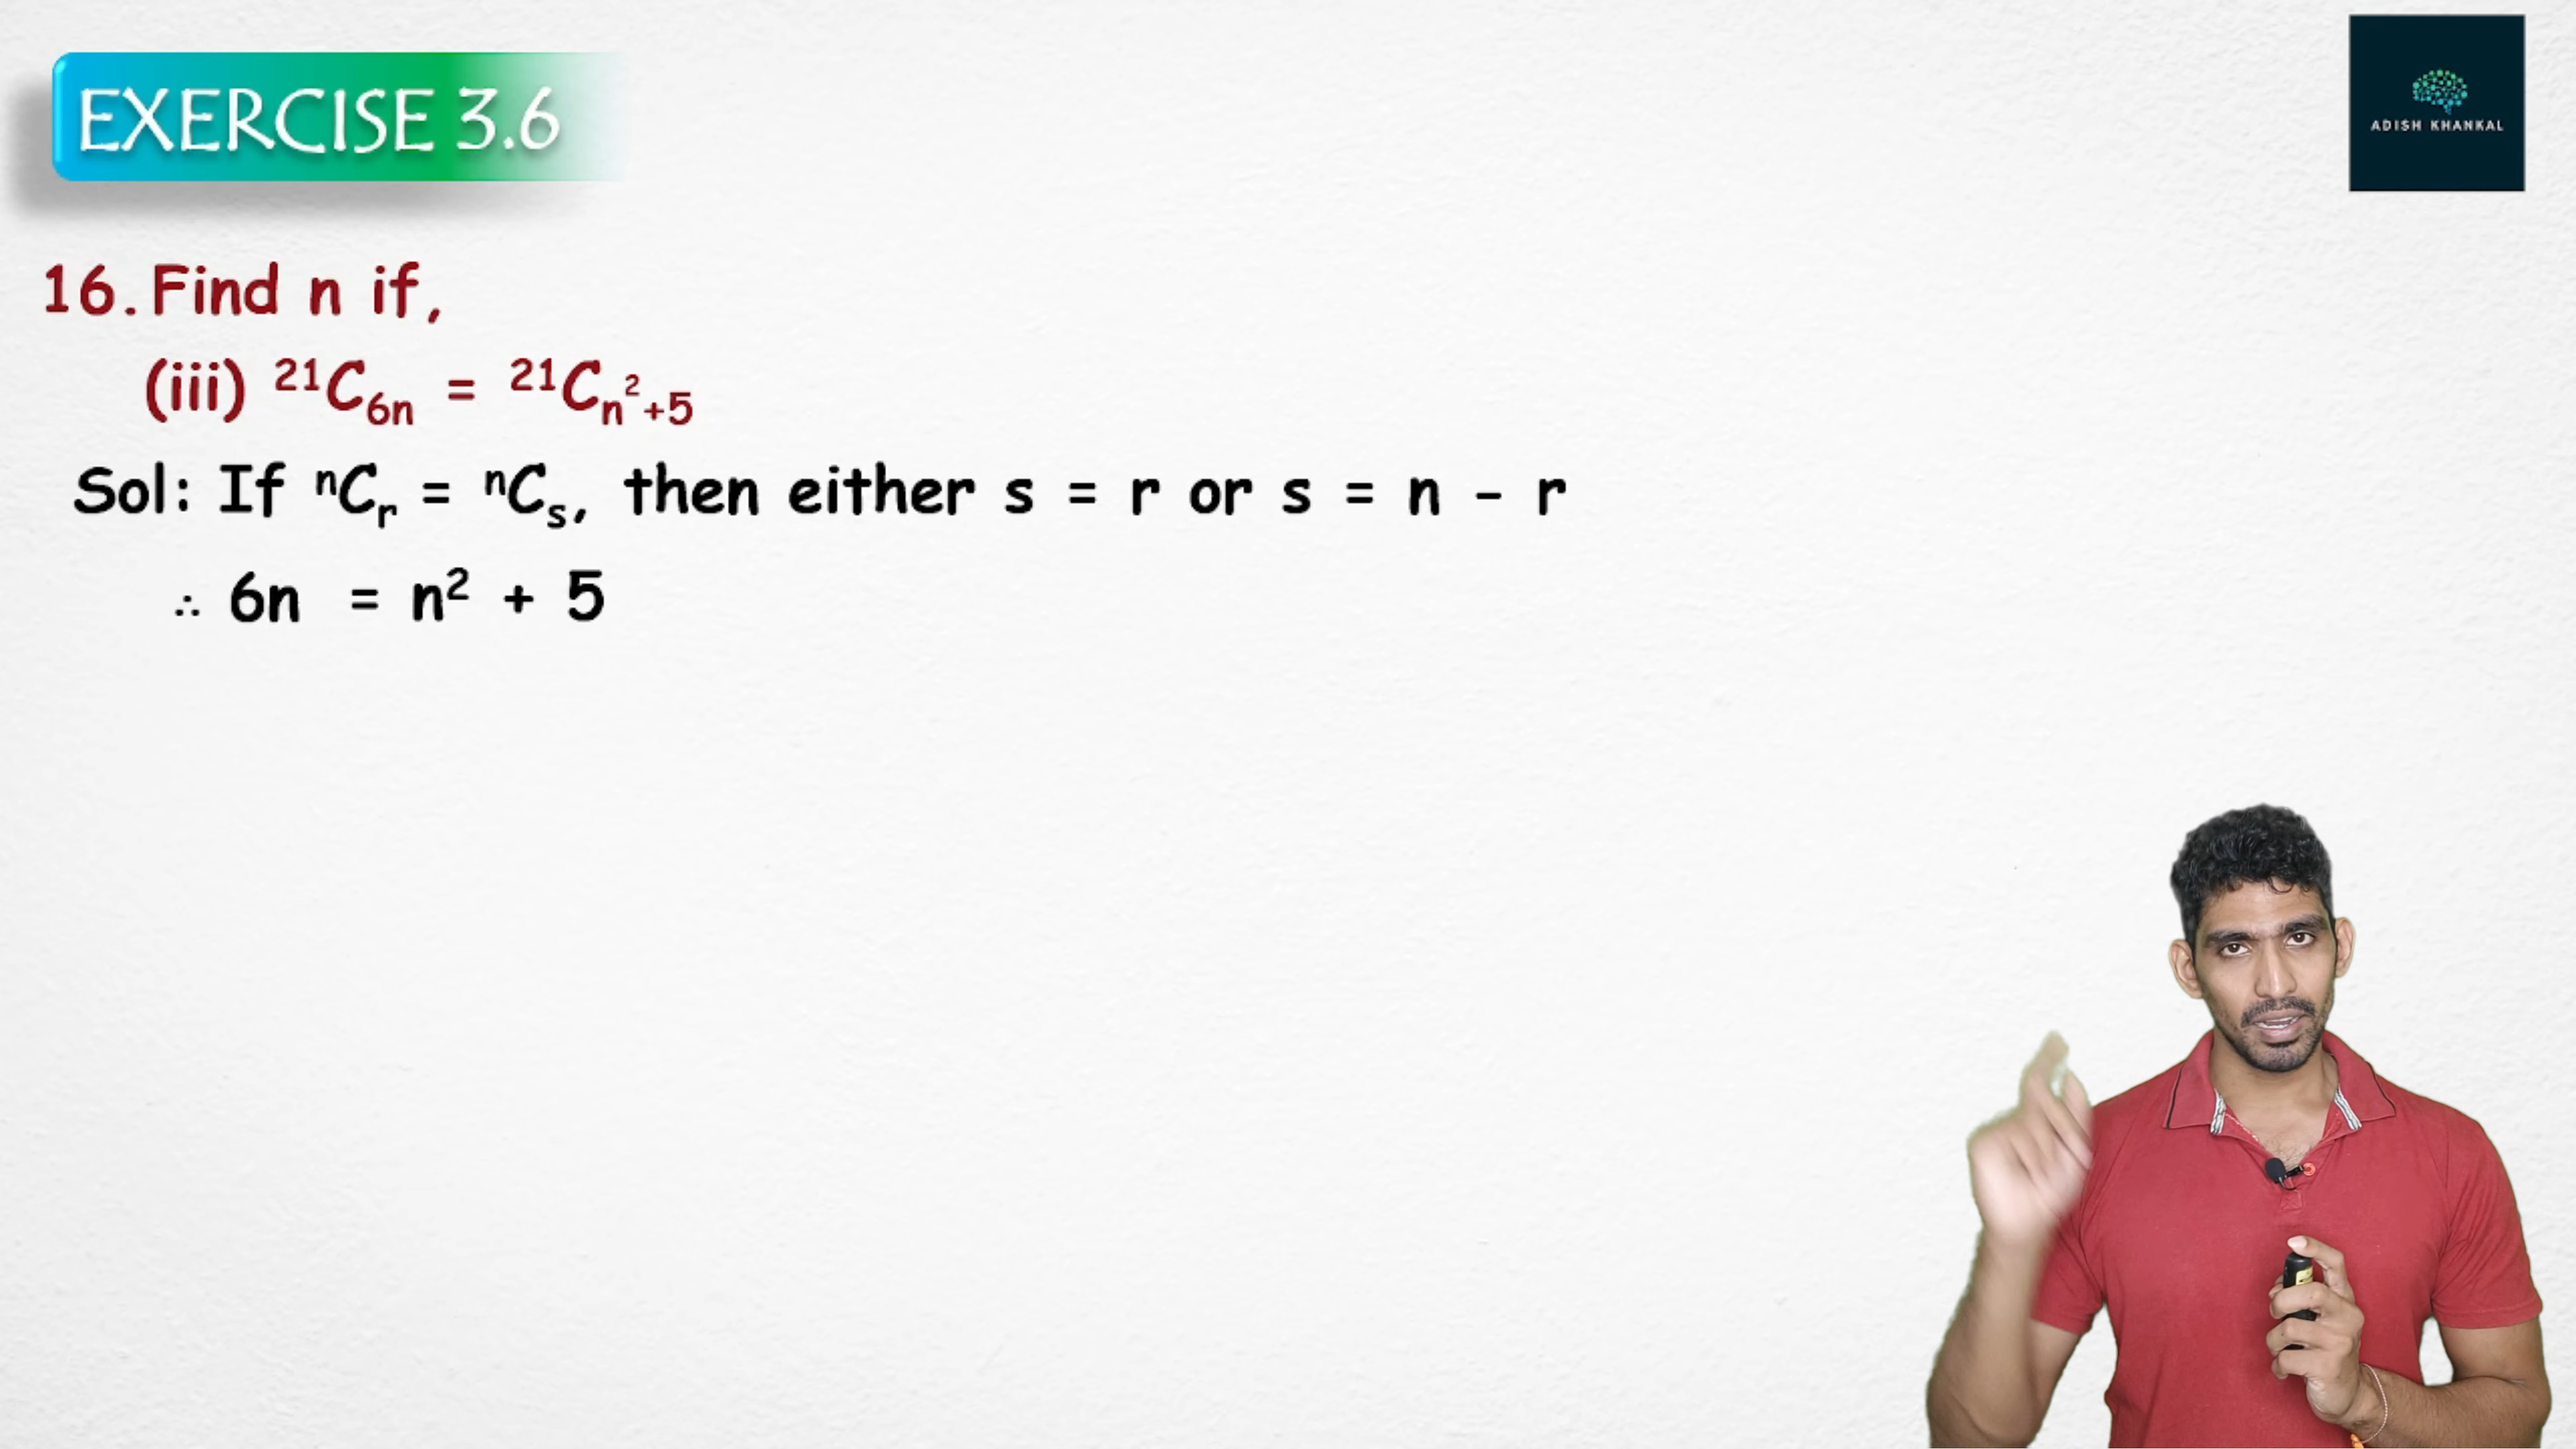 EXERCISE 3.6
ADISH KHANKAL
16. Find n if,
(iii) ²¹C₆ₙ = ²¹Cₙ²₊₅
Sol: If ⁿCᵣ = ⁿCₛ, then either s = r or s = n - r
∴ 6n = n² + 5